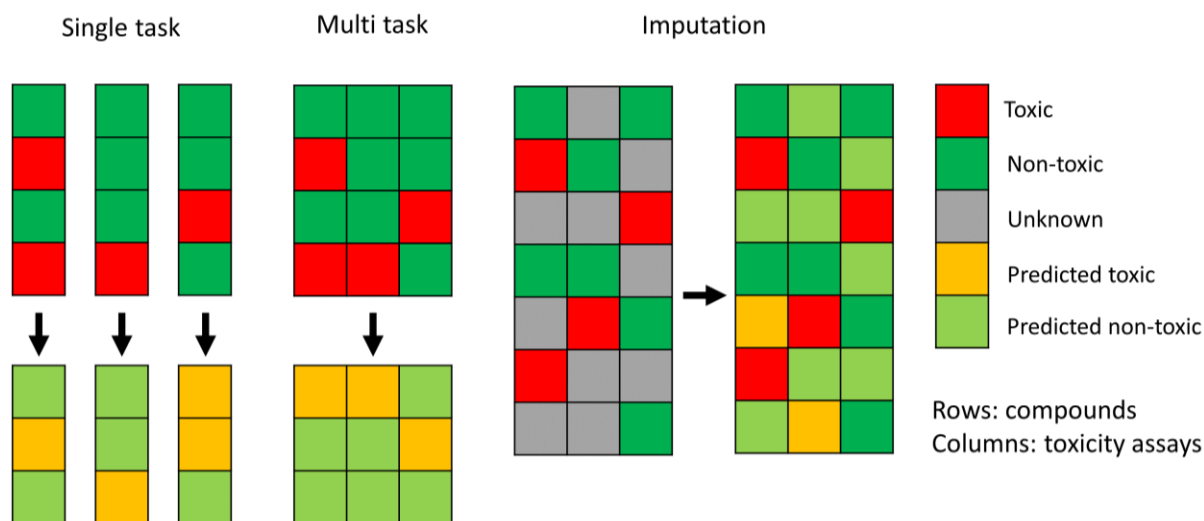 Single task
Multi task
Imputation
Toxic
Non-toxic
Unknown
Predicted toxic
Predicted non-toxic
Rows: compounds
Columns: toxicity assays